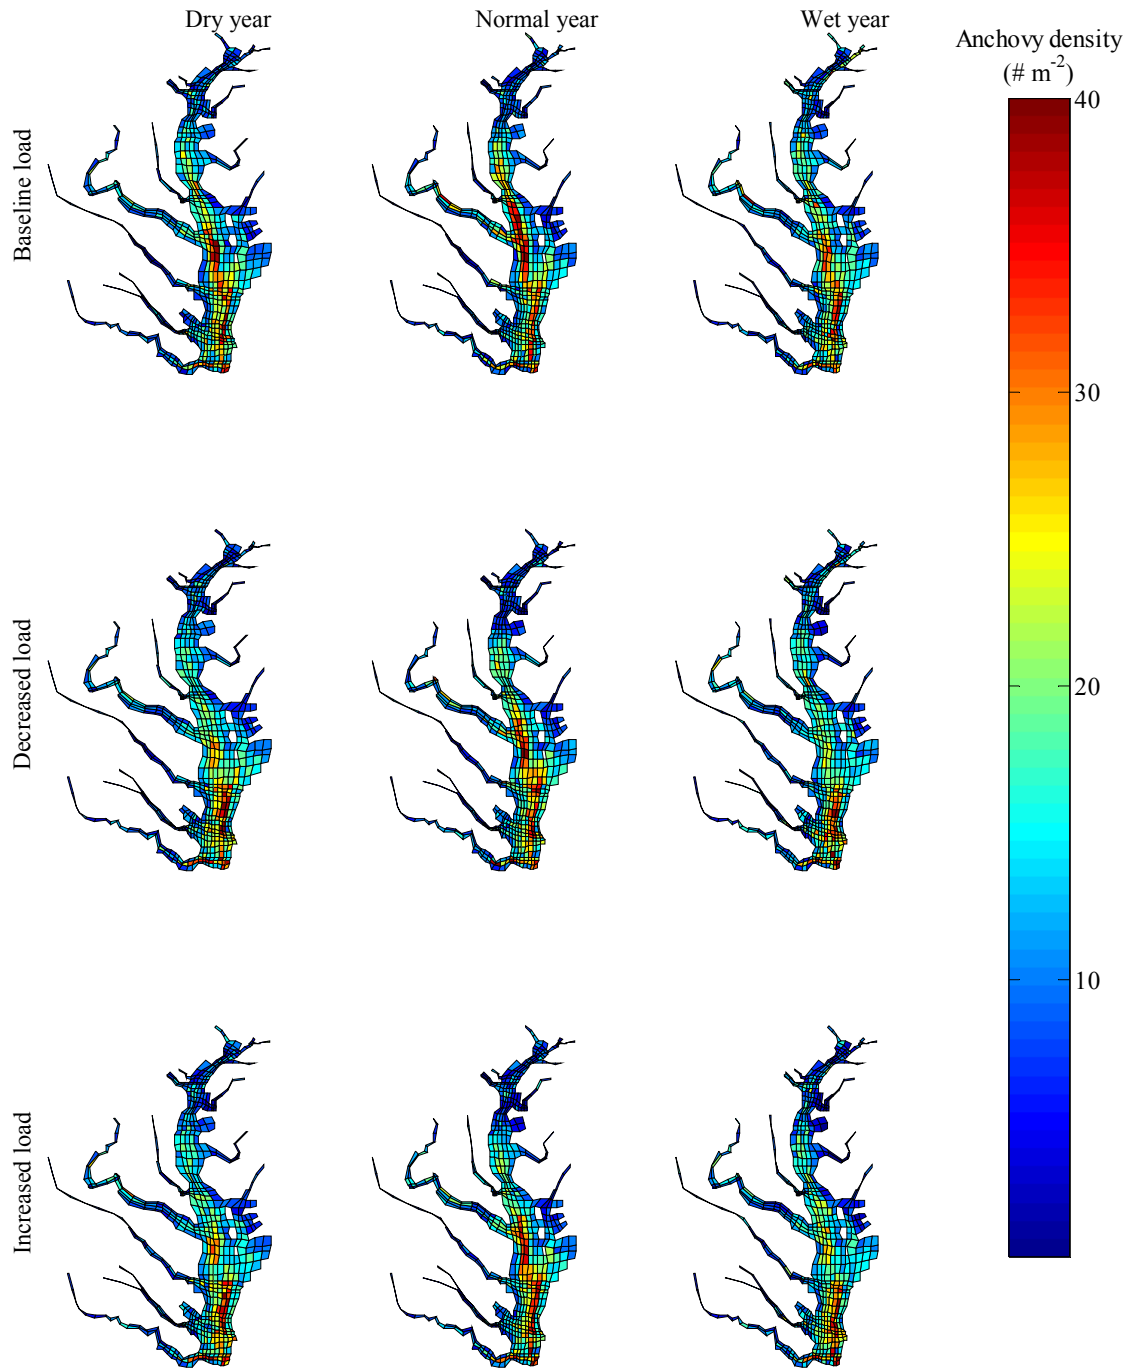 Dry year
Normal year
Wet year
Anchovy density
(# m⁻²)
Baseline load
Decreased load
Increased load
40
30
20
10